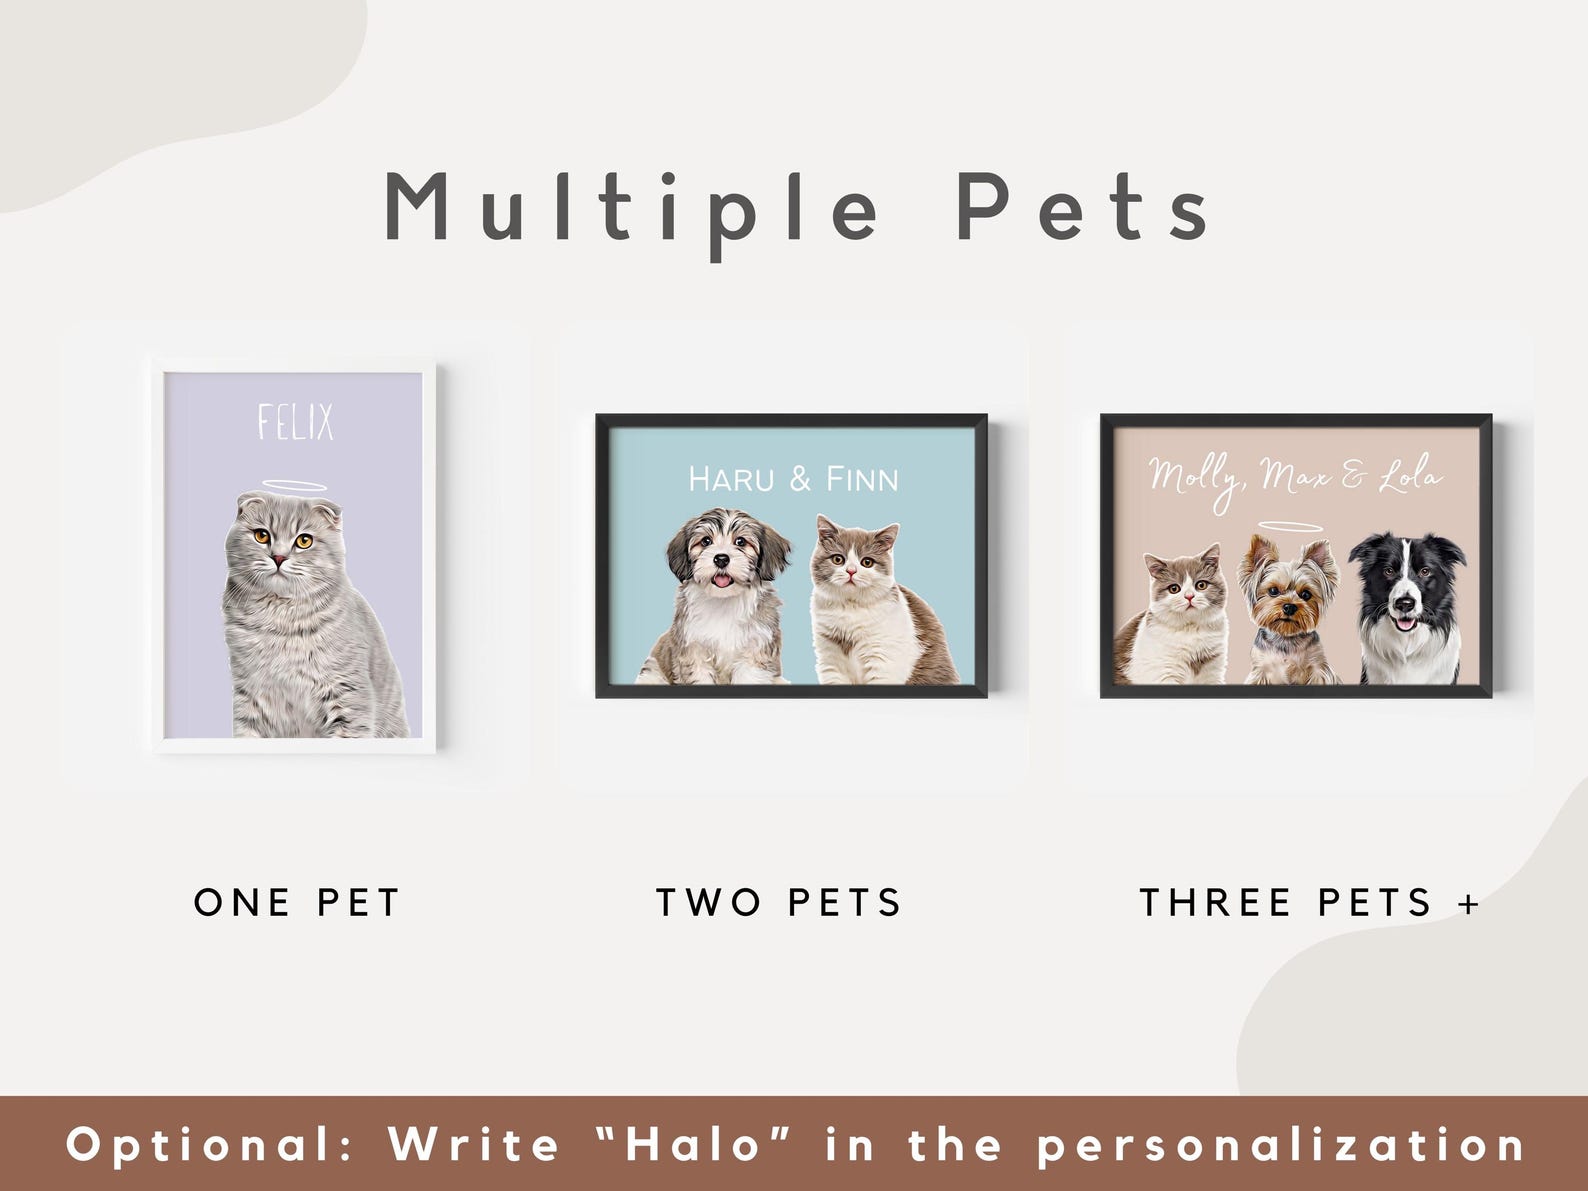 Multiple Pets
FELIX
HARU & FINN
Molly, Max & Lola
ONE PET
TWO PETS
THREE PETS +
Optional: Write “Halo” in the personalization